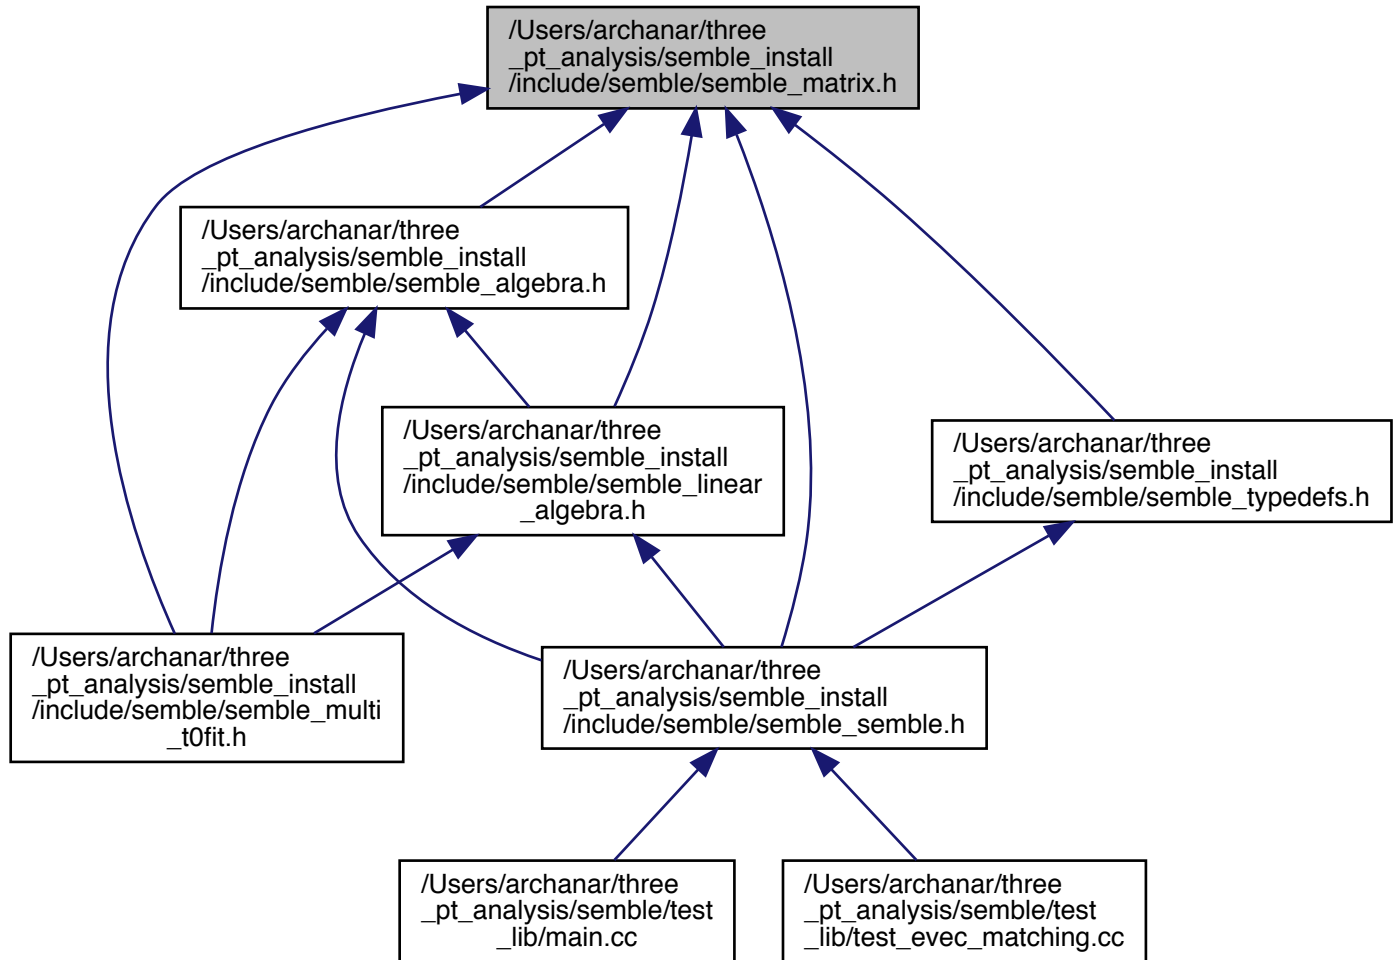 /Users/archanar/three
_pt_analysis/semble_install
/include/semble/semble_matrix.h
/Users/archanar/three
_pt_analysis/semble_install
/include/semble/semble_algebra.h
/Users/archanar/three
_pt_analysis/semble_install
/include/semble/semble_linear
_algebra.h
/Users/archanar/three
_pt_analysis/semble_install
/include/semble/semble_typedefs.h
/Users/archanar/three
_pt_analysis/semble_install
/include/semble/semble_multi
_t0fit.h
/Users/archanar/three
_pt_analysis/semble_install
/include/semble/semble_semble.h
/Users/archanar/three
_pt_analysis/semble/test
_lib/main.cc
/Users/archanar/three
_pt_analysis/semble/test
_lib/test_evec_matching.cc